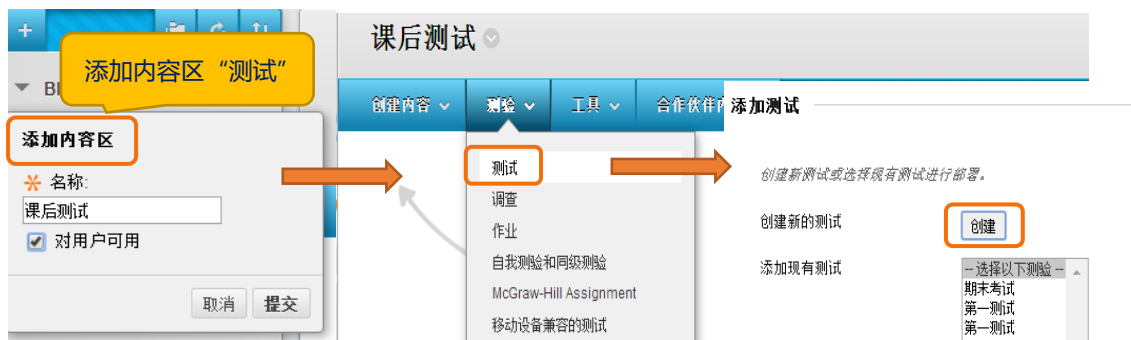 添加内容区“测试”
添加内容区
名称:
课后测试
对用户可用
取消 提交
课后测试
创建内容 测验 工具 合作伙伴内
测试
调查
作业
自我测验和同级测验
McGraw-Hill Assignment
移动设备兼容的测试
添加测试
创建新测试或选择现有测试进行部署。
创建新的测试 创建
添加现有测试
-- 选择以下测验 --
期末考试
第一测试
第一测试